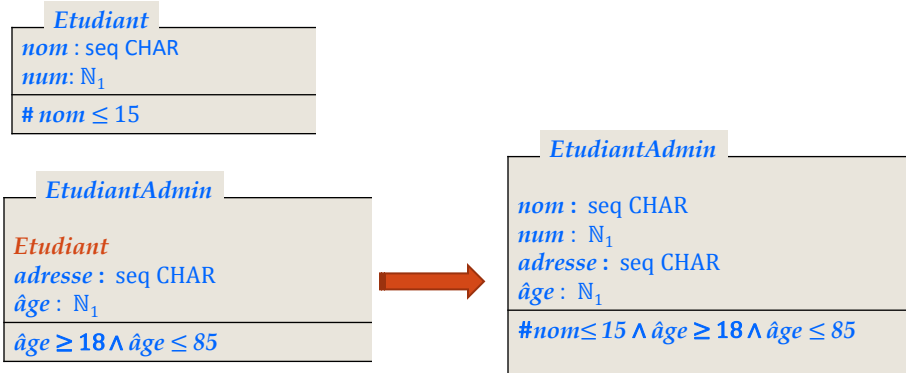 Etudiant
nom : seq CHAR
num: ℕ₁
# nom ≤ 15
EtudiantAdmin
Etudiant
adresse : seq CHAR
âge : ℕ₁
âge ≥ 18 ∧ âge ≤ 85
EtudiantAdmin
nom : seq CHAR
num : ℕ₁
adresse : seq CHAR
âge : ℕ₁
#nom≤ 15 ∧ âge ≥ 18 ∧ âge ≤ 85